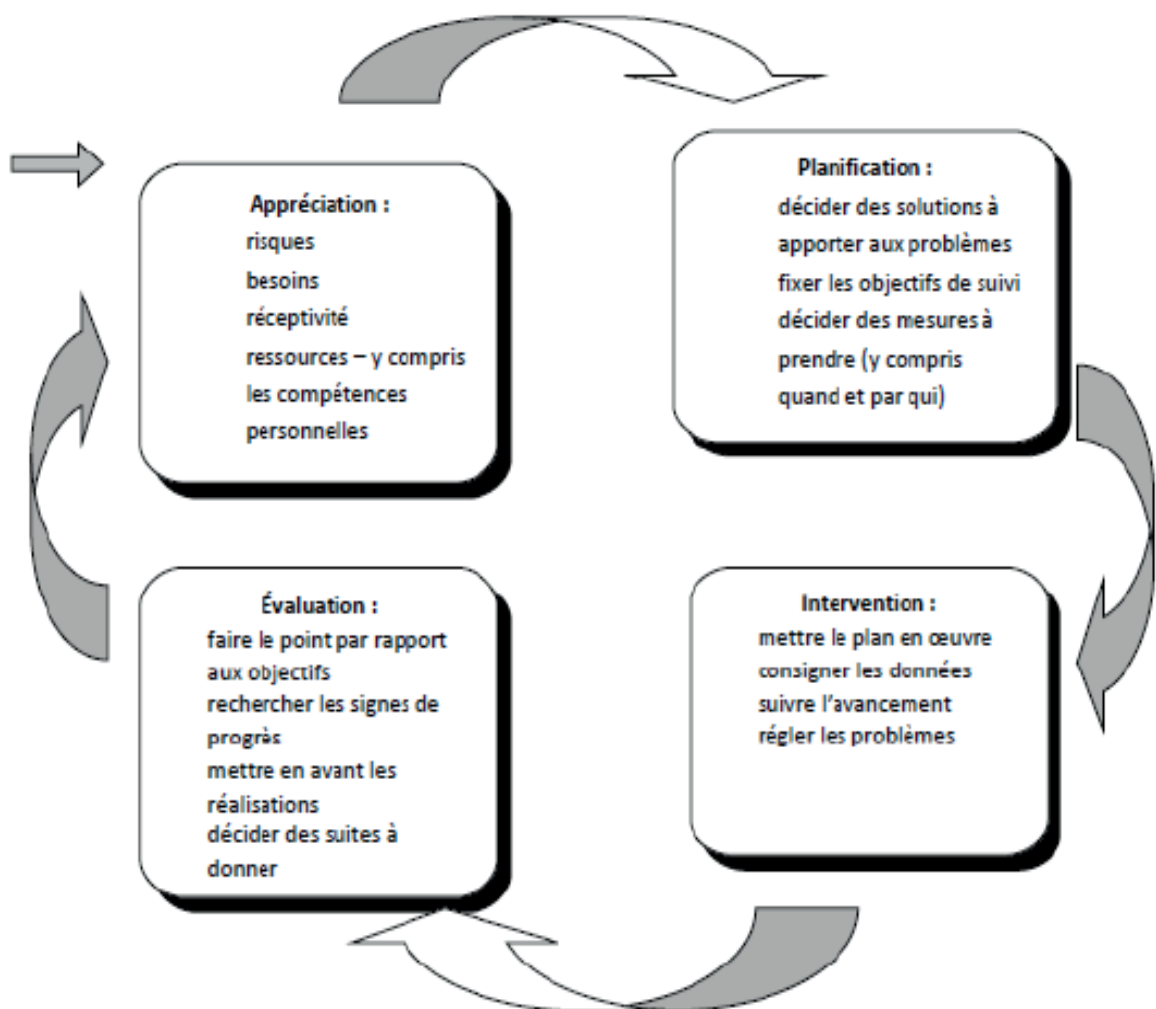 Appréciation :
risques
besoins
réceptivité
ressources – y compris
les compétences
personnelles
Planification :
décider des solutions à
apporter aux problèmes
fixer les objectifs de suivi
décider des mesures à
prendre (y compris
quand et par qui)
Intervention :
mettre le plan en œuvre
consigner les données
suivre l’avancement
régler les problèmes
Évaluation :
faire le point par rapport
aux objectifs
rechercher les signes de
progrès
mettre en avant les
réalisations
décider des suites à
donner